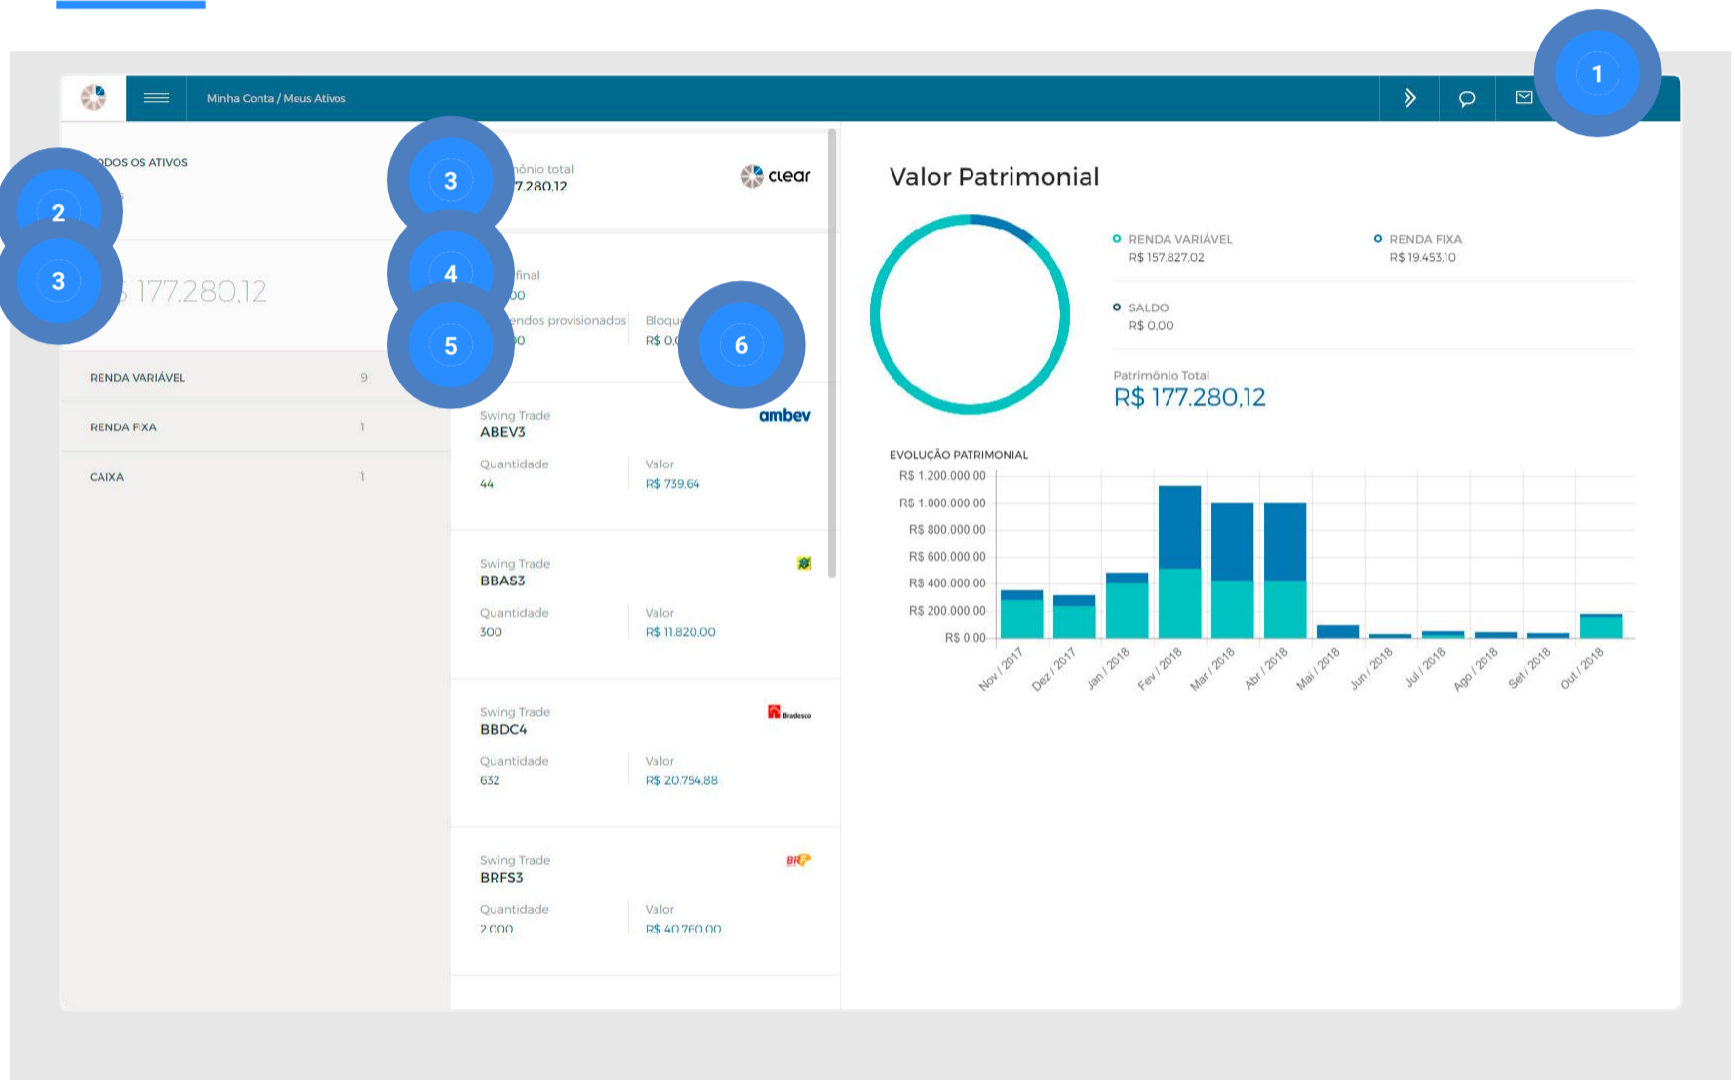 1
Minha Conta / Meus Ativos
TODOS OS ATIVOS
2
3
$ 177.280,12
RENDA VARIÁVEL 9
RENDA FIXA 1
CAIXA 1
3
ônio total
7.280,12
clear
4
final
00
5
endos provisionados
00
Bloque
R$ 0,0
6
Swing Trade
ABEV3
ambev
Quantidade Valor
44 R$ 739,64
Swing Trade
BBAS3
Quantidade Valor
300 R$ 11.820,00
Swing Trade
BBDC4
Bradesco
Quantidade Valor
632 R$ 20.754,88
Swing Trade
BRFS3
BRF
Quantidade Valor
2.000 R$ 40.760,00
Valor Patrimonial
RENDA VARIÁVEL
R$ 157.827,02
RENDA FIXA
R$ 19.453,10
SALDO
R$ 0,00
Patrimônio Total
R$ 177.280,12
EVOLUÇÃO PATRIMONIAL
R$ 1.200.000.00
R$ 1.000.000.00
R$ 800.000.00
R$ 600.000.00
R$ 400.000.00
R$ 200.000.00
R$ 0.00
Nov / 2017
Dez / 2017
Jan / 2018
Fev / 2018
Mar / 2018
Abr / 2018
Mai / 2018
Jun / 2018
Jul / 2018
Ago / 2018
Set / 2018
Out / 2018